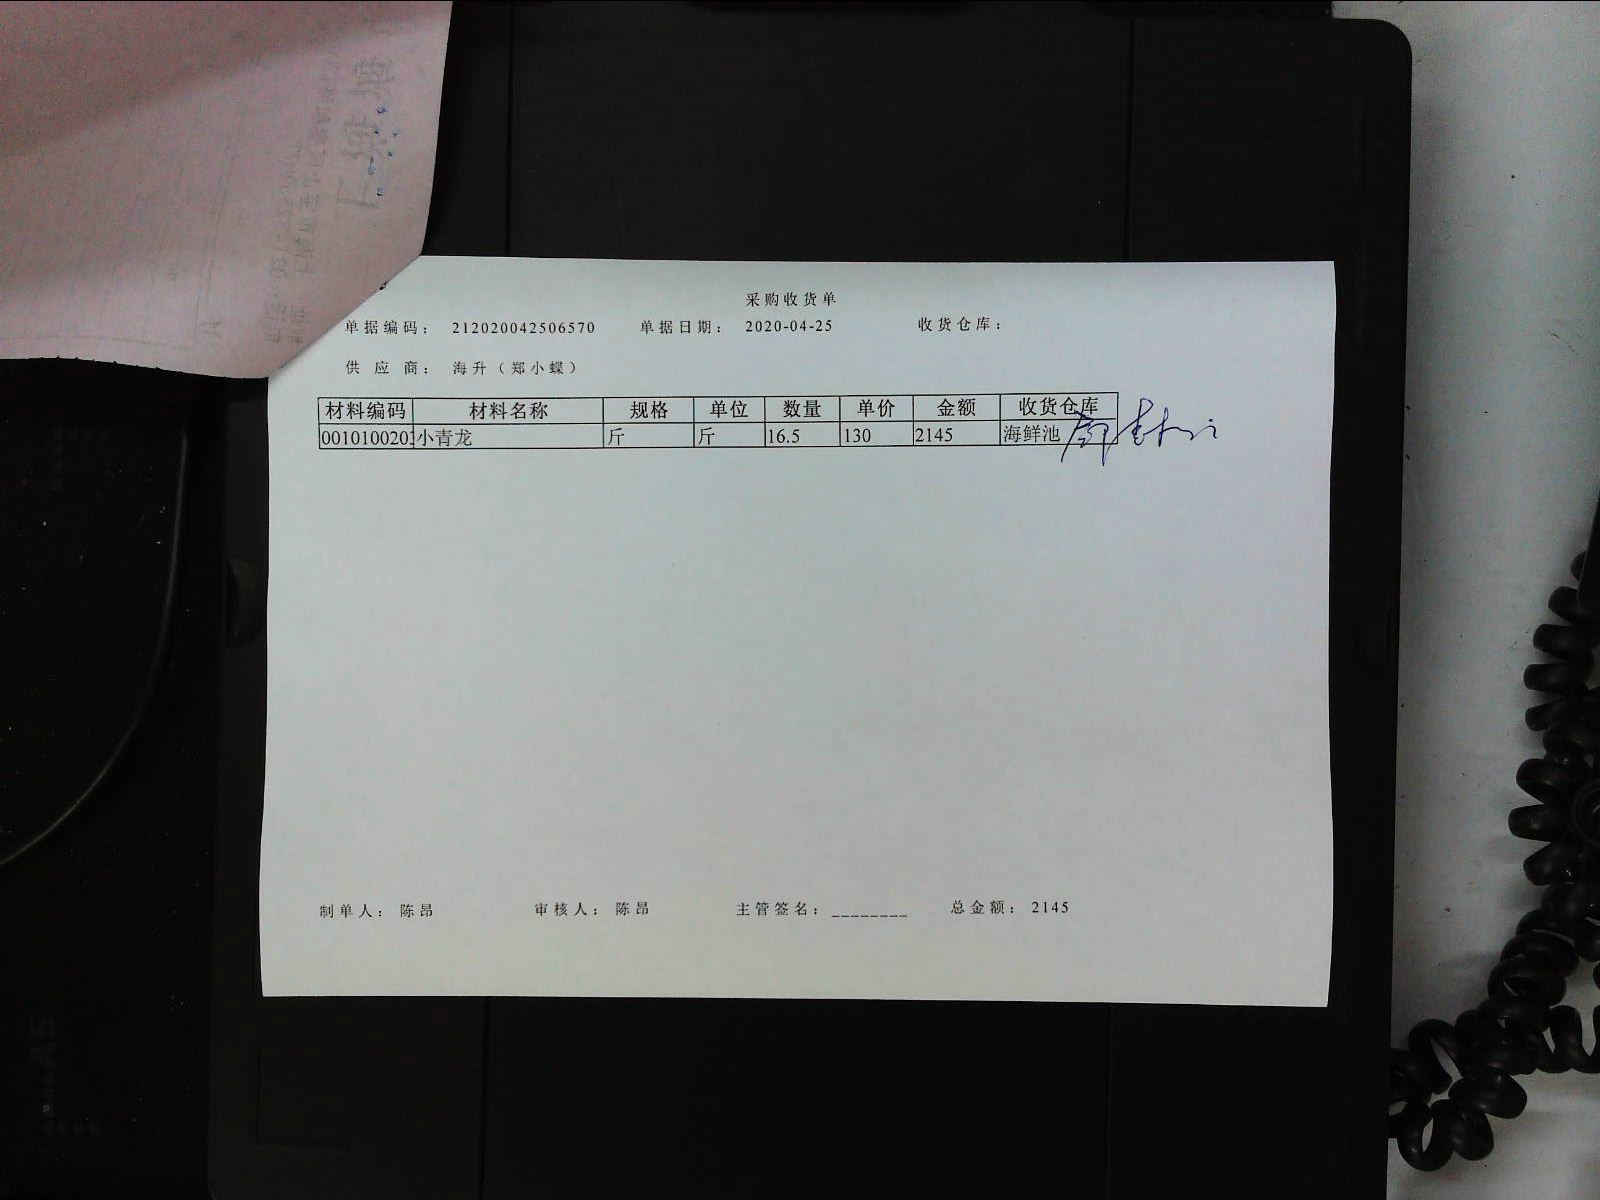 采购收货单
单据编码： 212020042506570 单据日期： 2020-04-25 收货仓库：
供 应 商： 海升（郑小蝶）
材料编码 材料名称 规格 单位 数量 单价 金额 收货仓库
0010100202 小青龙 斤 斤 16.5 130 2145 海鲜池
制单人： 陈昂 审核人： 陈昂 主管签名： ________ 总金额： 2145